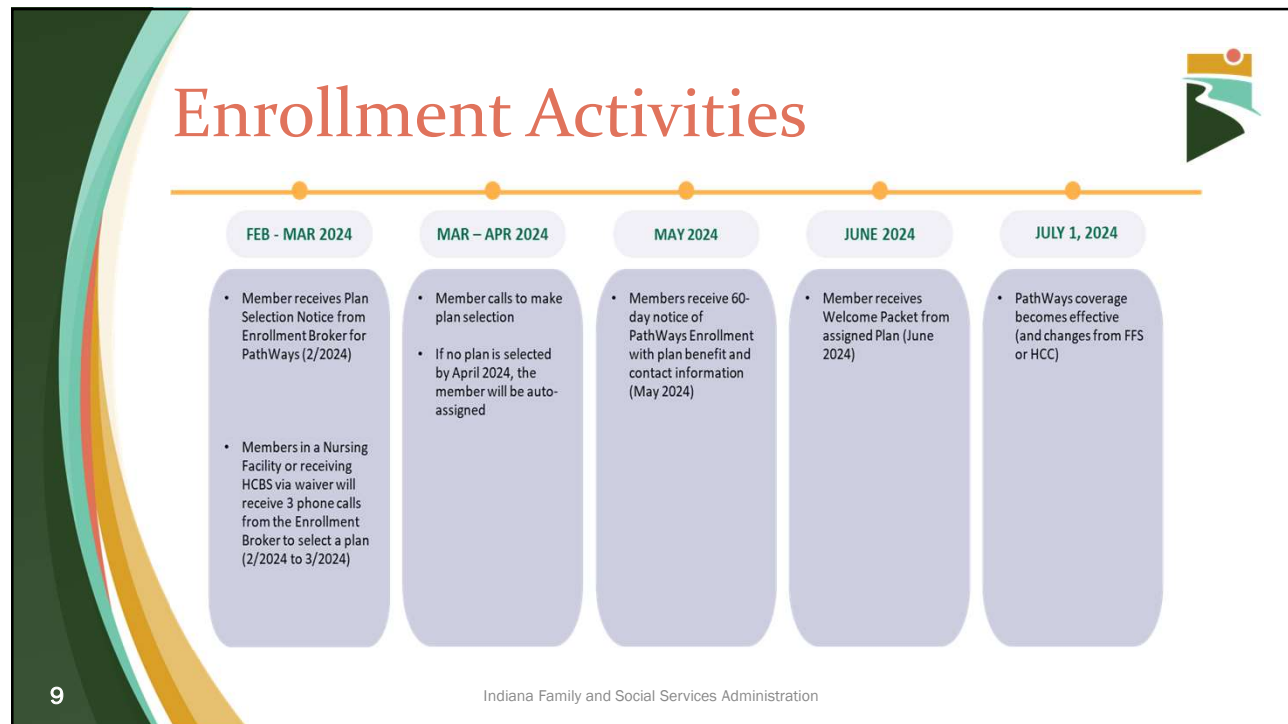 Enrollment Activities
FEB - MAR 2024
• Member receives Plan
Selection Notice from
Enrollment Broker for
PathWays (2/2024)
• Members in a Nursing
Facility or receiving
HCBS via waiver will
receive 3 phone calls
from the Enrollment
Broker to select a plan
(2/2024 to 3/2024)
MAR – APR 2024
• Member calls to make
plan selection
• If no plan is selected
by April 2024, the
member will be auto-
assigned
MAY 2024
• Members receive 60-
day notice of
PathWays Enrollment
with plan benefit and
contact information
(May 2024)
JUNE 2024
• Member receives
Welcome Packet from
assigned Plan (June
2024)
JULY 1, 2024
• PathWays coverage
becomes effective
(and changes from FFS
or HCC)
9
Indiana Family and Social Services Administration